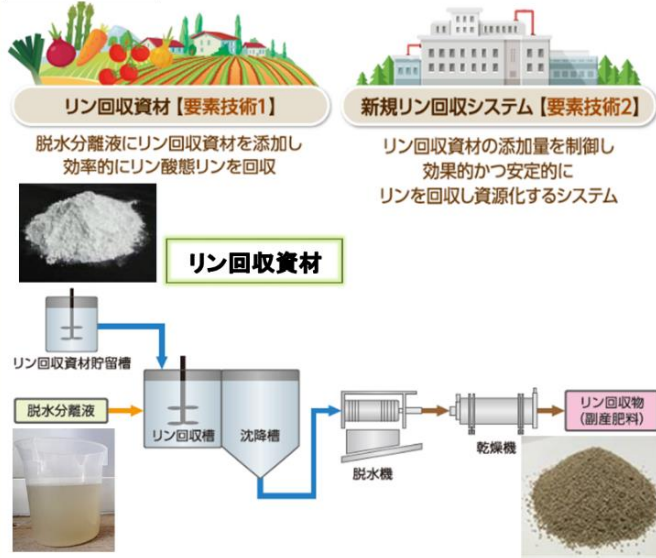 リン回収資材【要素技術1】
脱水分離液にリン回収資材を添加し
効率的にリン酸態リンを回収
新規リン回収システム【要素技術2】
リン回収資材の添加量を制御し
効果的かつ安定的に
リンを回収し資源化するシステム
リン回収資材
リン回収資材貯留槽
脱水分離液
リン回収槽
沈降槽
脱水機
乾燥機
リン回収物
(副産肥料)